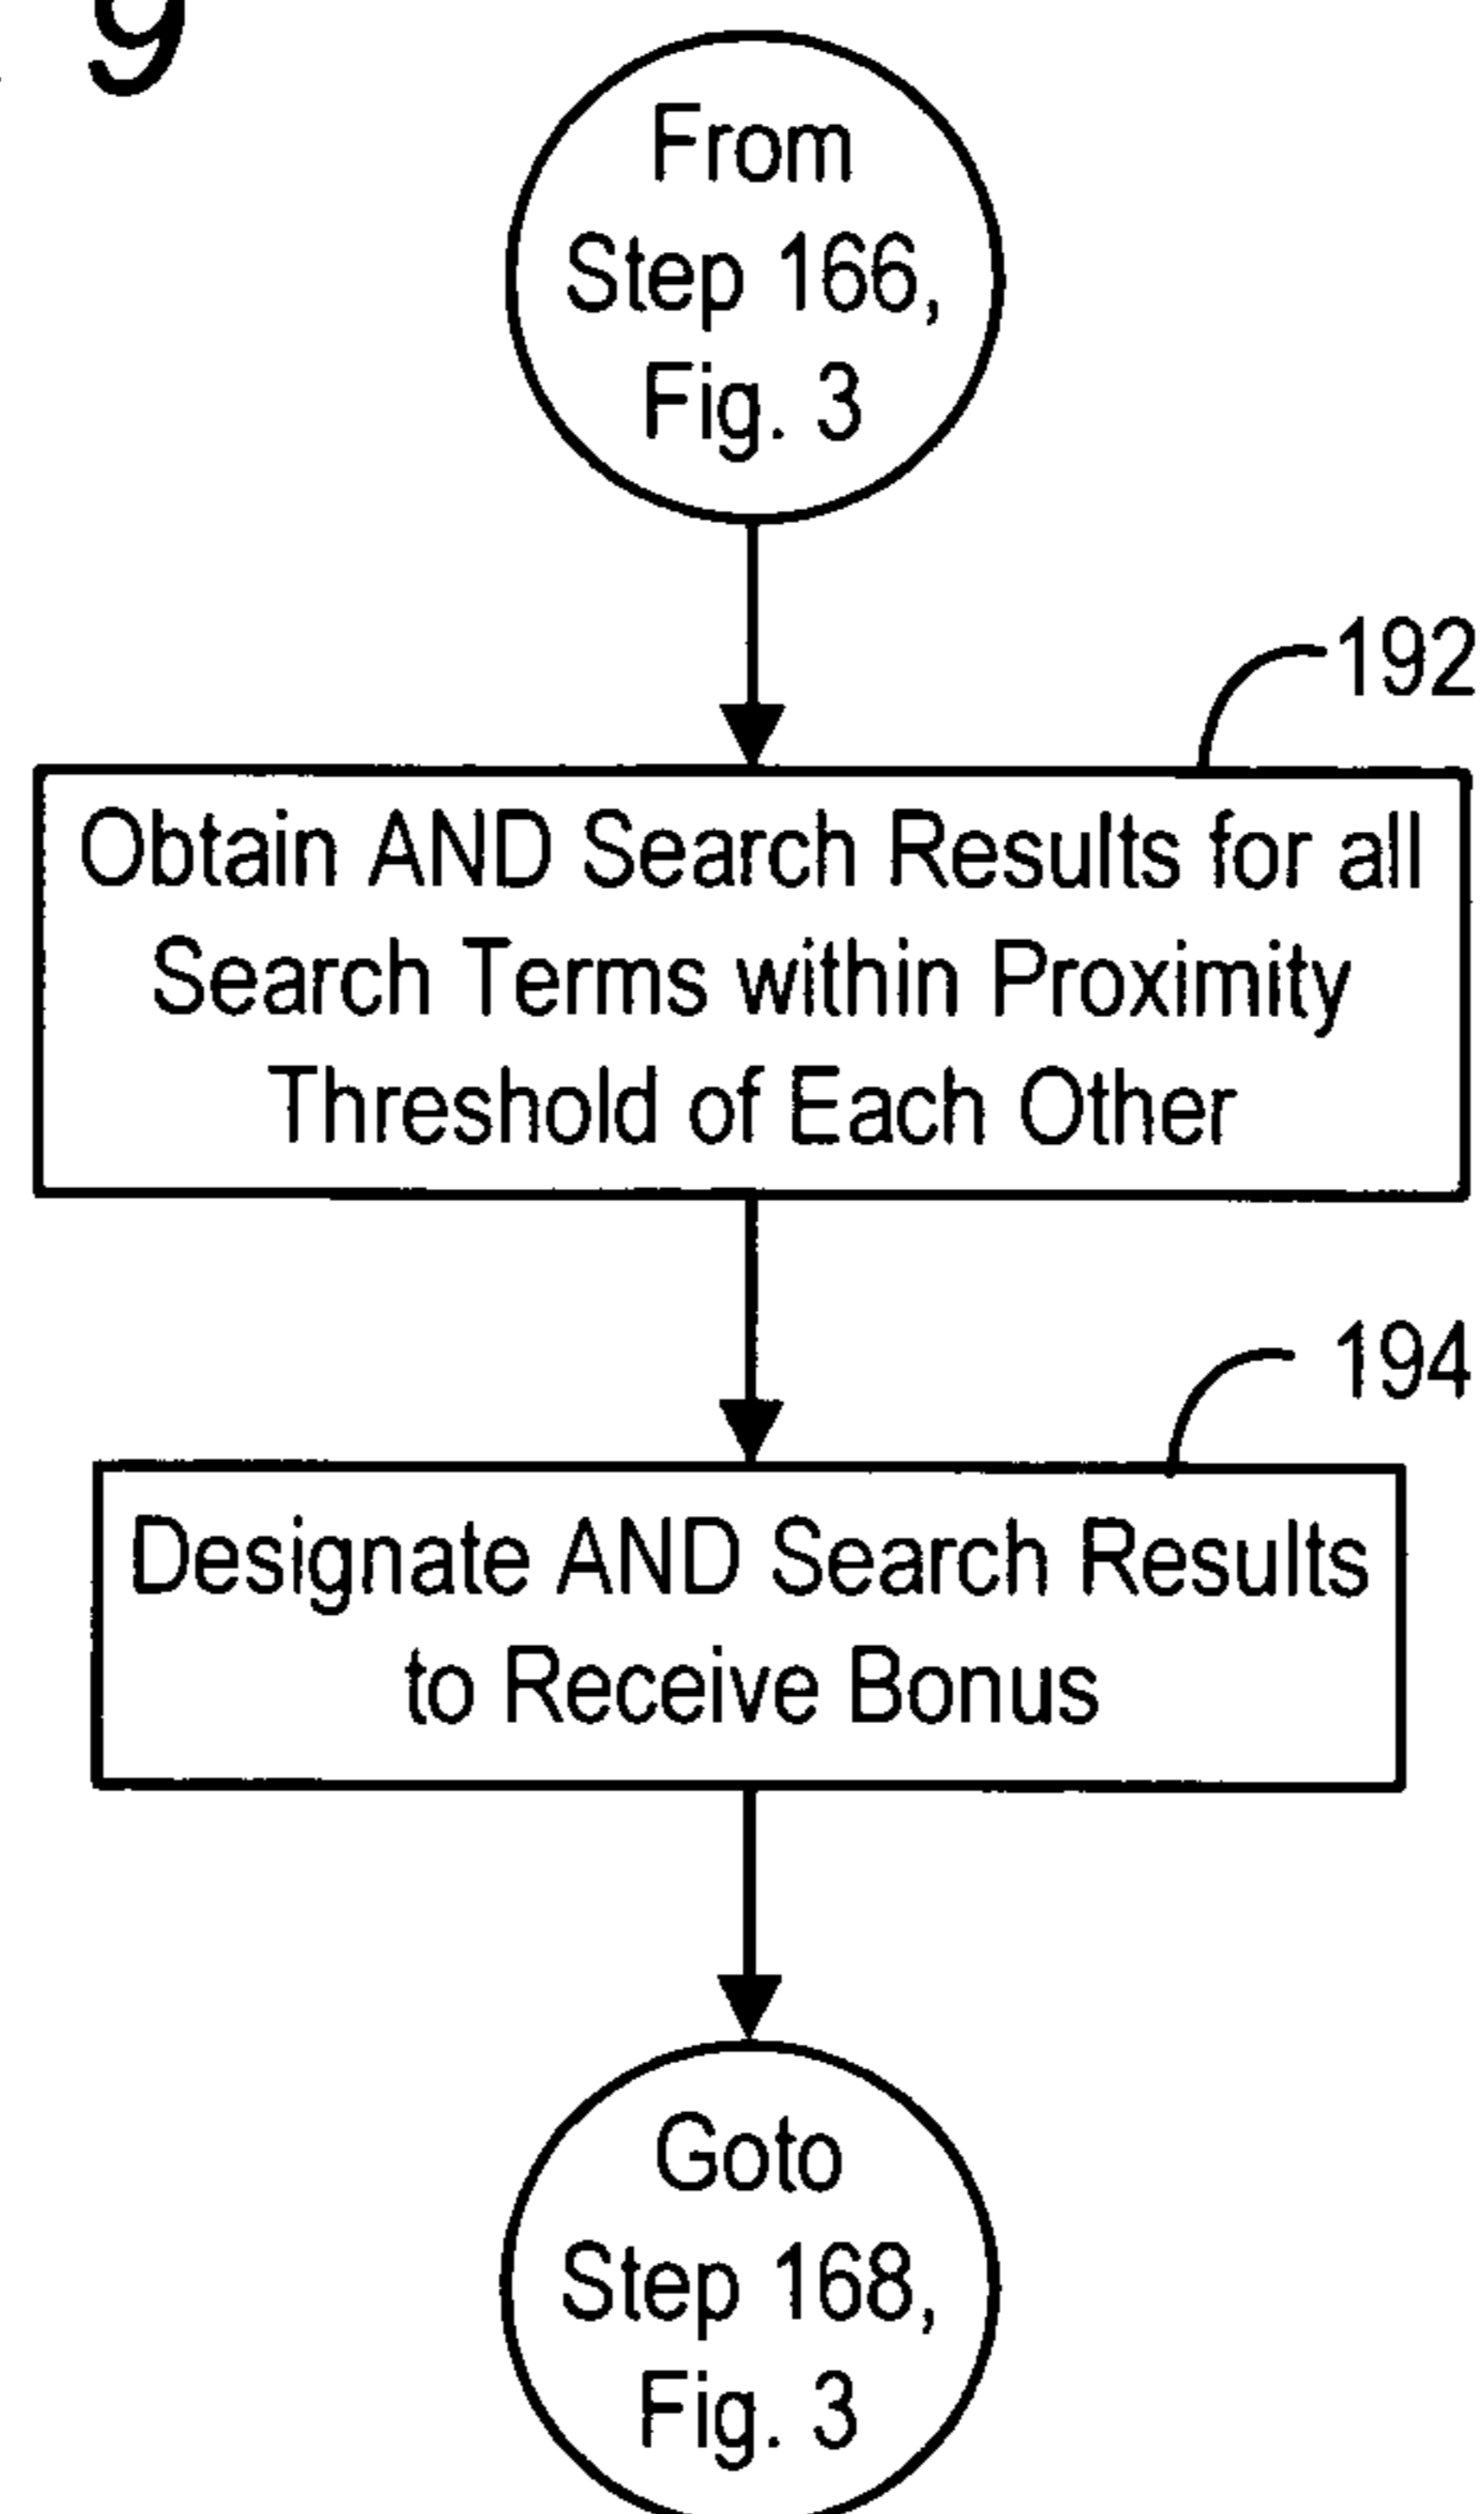 9
From
Step 166,
Fig. 3
192
Obtain AND Search Results for all
Search Terms within Proximity
Threshold of Each Other
194
Designate AND Search Results
to Receive Bonus
Goto
Step 168,
Fig. 3